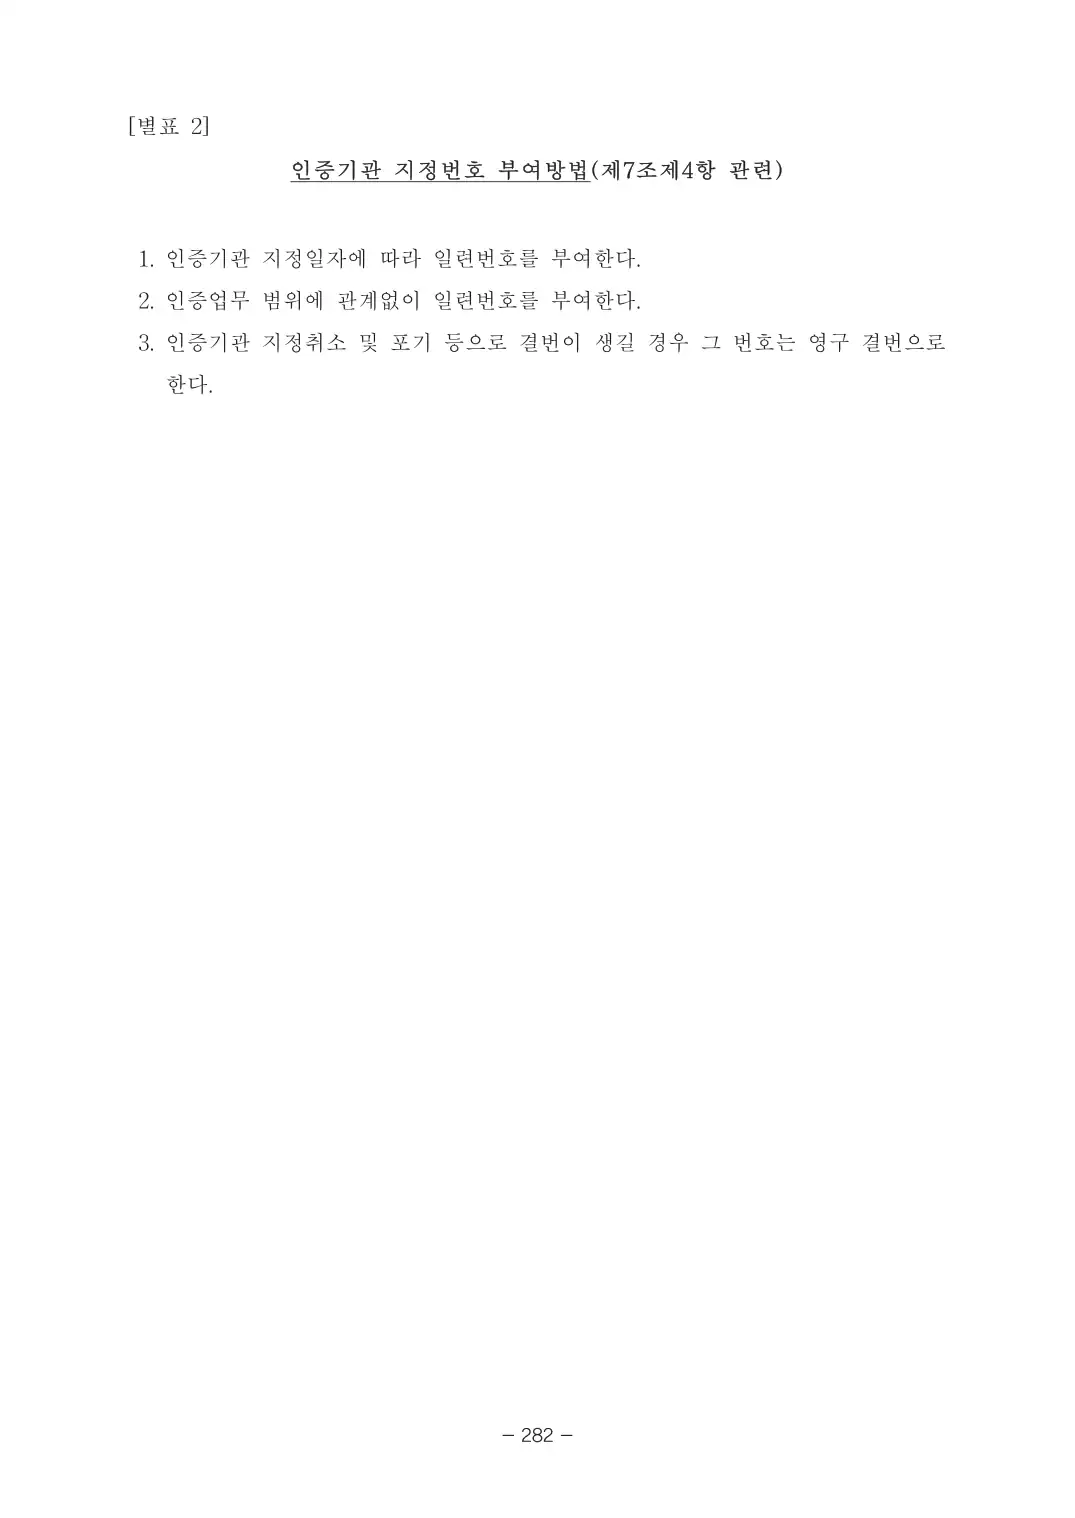 [별표 2]
인증기관 지정번호 부여방법(제7조제4항 관련)
1. 인증기관 지정일자에 따라 일련번호를 부여한다.
2. 인증업무 범위에 관계없이 일련번호를 부여한다.
3. 인증기관 지정취소 및 포기 등으로 결번이 생길 경우 그 번호는 영구 결번으로
한다.
- 282 -